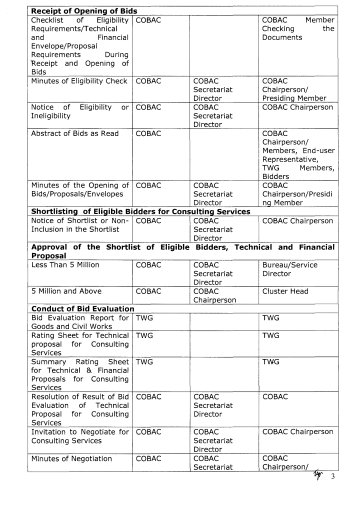 Receipt of Opening of Bids
Checklist of Eligibility COBAC COBAC Member
Requirements/Technical Checking the
and Financial Documents
Envelope/Proposal
Requirements During
Receipt and Opening of
Bids
Minutes of Eligibility Check COBAC COBAC COBAC
Secretariat Chairperson/
Director Presiding Member
Notice of Eligibility or COBAC COBAC COBAC Chairperson
Ineligibility Secretariat
Director
Abstract of Bids as Read COBAC COBAC
Chairperson/
Members, End-user
Representative,
TWG Members,
Bidders
Minutes of the Opening of COBAC COBAC COBAC
Bids/Proposals/Envelopes Secretariat Chairperson/Presidi
Director ng Member
Shortlisting of Eligible Bidders for Consulting Services
Notice of Shortlist or Non- COBAC COBAC COBAC Chairperson
Inclusion in the Shortlist Secretariat
Director
Approval of the Shortlist of Eligible Bidders, Technical and Financial
Proposal
Less Than 5 Million COBAC COBAC Bureau/Service
Secretariat Director
Director
5 Million and Above COBAC COBAC Cluster Head
Chairperson
Conduct of Bid Evaluation
Bid Evaluation Report for TWG TWG
Goods and Civil Works
Rating Sheet for Technical TWG TWG
proposal for Consulting
Services
Summary Rating Sheet TWG TWG
for Technical & Financial
Proposals for Consulting
Services
Resolution of Result of Bid COBAC COBAC COBAC
Evaluation of Technical Secretariat
Proposal for Consulting Director
Services
Invitation to Negotiate for COBAC COBAC COBAC Chairperson
Consulting Services Secretariat
Director
Minutes of Negotiation COBAC COBAC COBAC
Secretariat Chairperson/
3